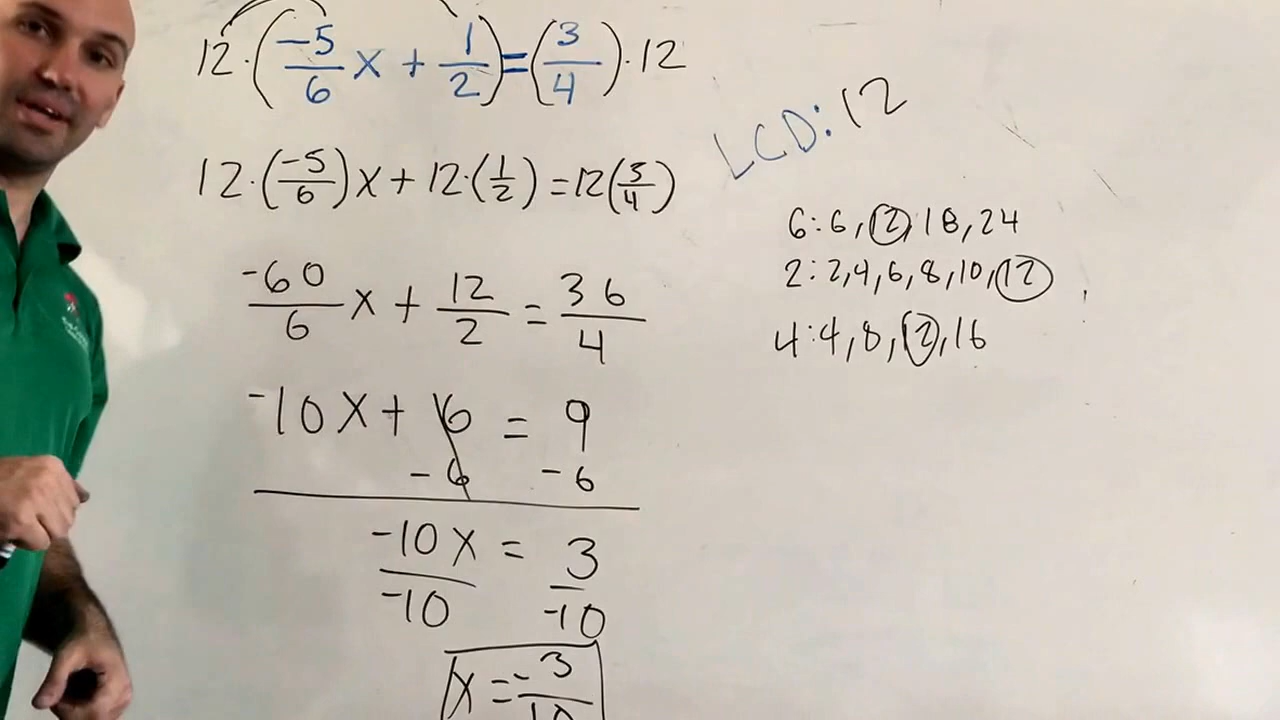 12·(-5/6 x + 1/2) = (3/4)·12
LCD: 12
12·(-5/6)x + 12·(1/2) = 12(3/4)
6: 6, 12, 18, 24
2: 2, 4, 6, 8, 10, 12
4: 4, 8, 12, 16
-60/6 x + 12/2 = 36/4
-10x + 6 = 9
-6 -6
-10x/-10 = 3/-10
x = -3/10